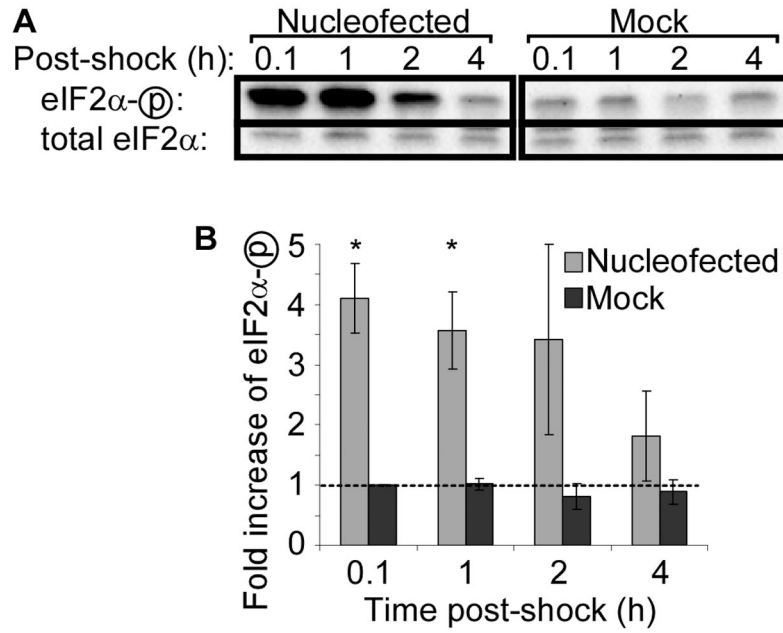 A
Nucleofected Mock
Post-shock (h): 0.1 1 2 4 0.1 1 2 4
eIF2α-ⓟ:
total eIF2α:
B
Fold increase of eIF2α-ⓟ
5
4
3
2
1
0
* *
Nucleofected
Mock
0.1 1 2 4
Time post-shock (h)